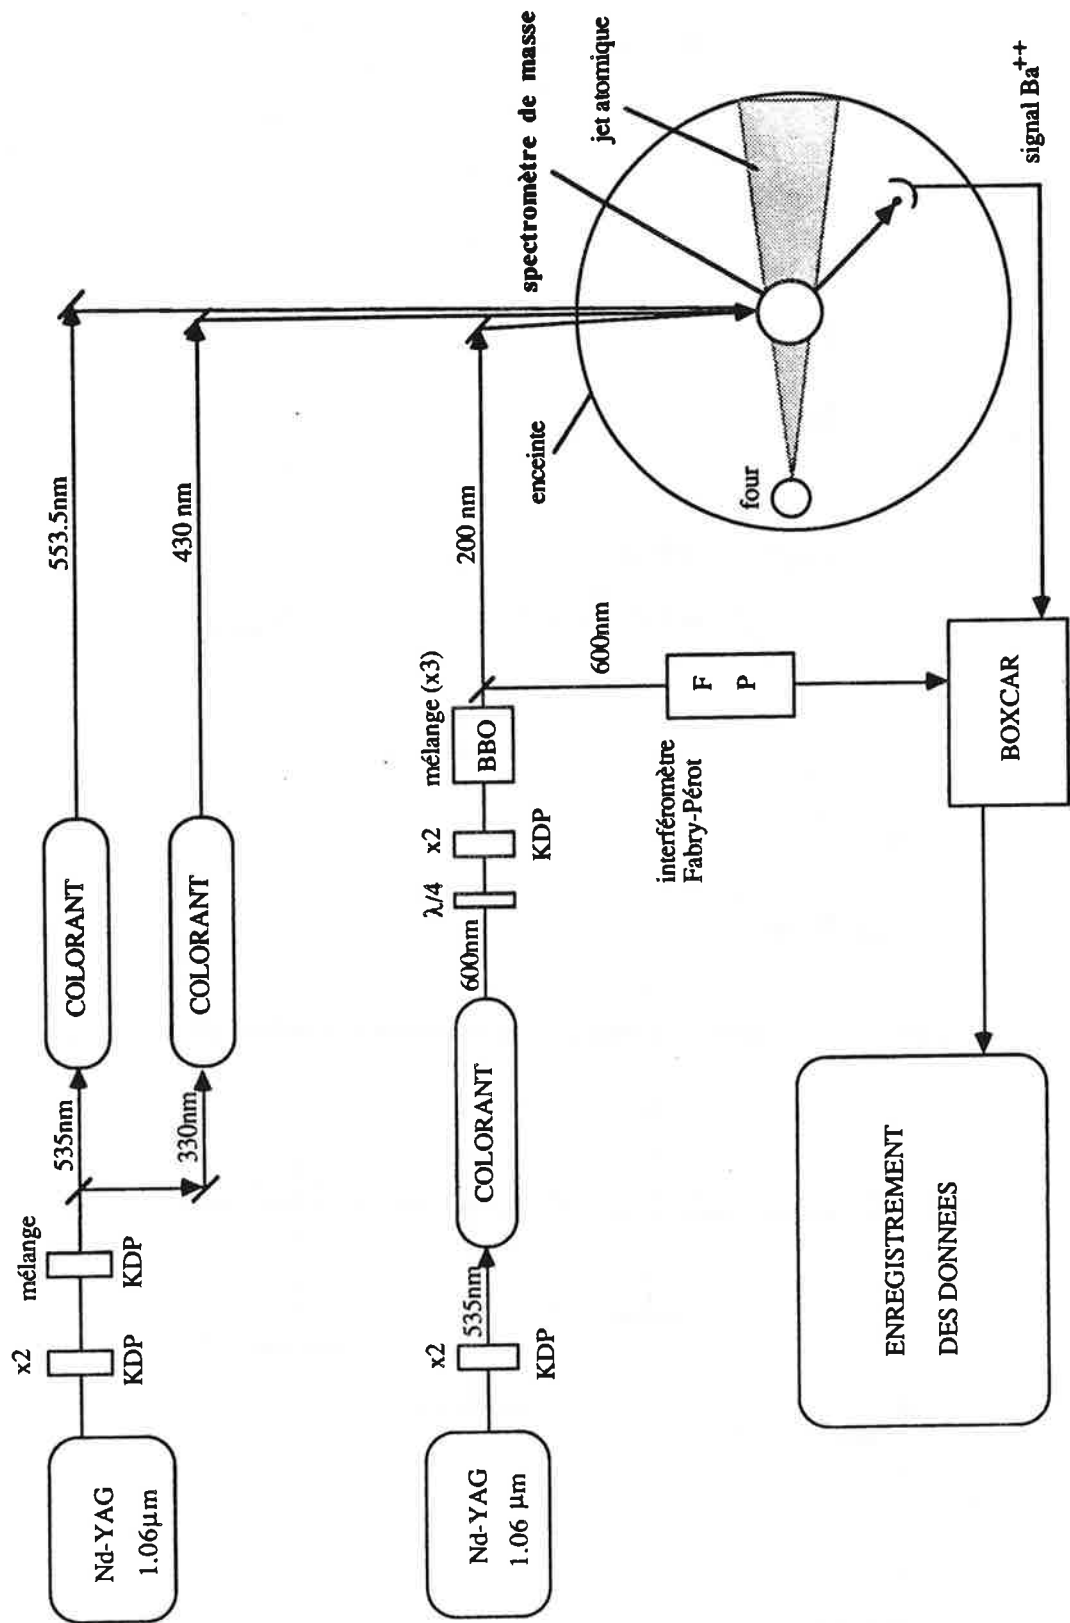 Nd-YAG
1.06µm
x2
KDP
mélange
KDP
535nm
330nm
COLORANT
COLORANT
553.5nm
430 nm
Nd-YAG
1.06 µm
x2
KDP
535nm
COLORANT
600nm
λ/4
x2
KDP
mélange (x3)
BBO
200 nm
600nm
interféromètre
Fabry-Pérot
F
P
enceinte
four
spectromètre de masse
jet atomique
signal Ba++
BOXCAR
ENREGISTREMENT
DES DONNEES